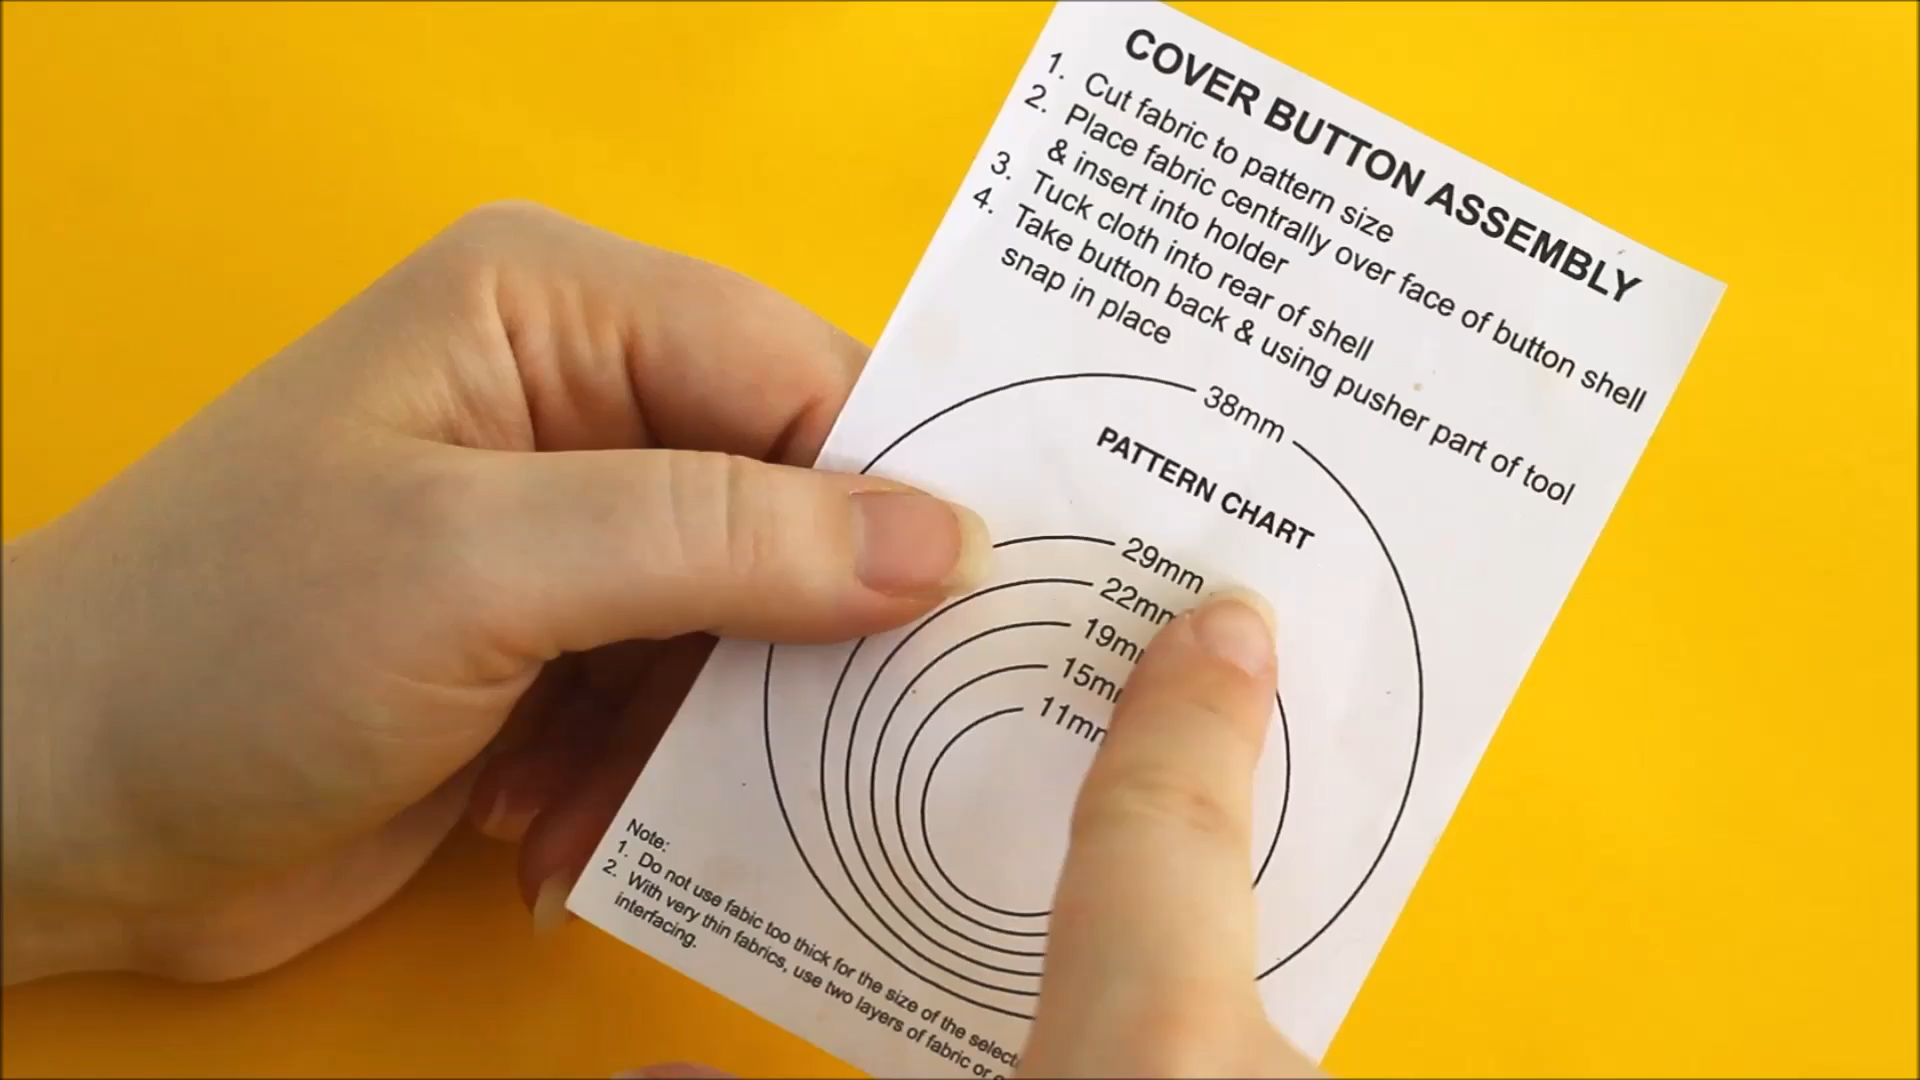 COVER BUTTON ASSEMBLY
1. Cut fabric to pattern size
2. Place fabric centrally over face of button shell
& insert into holder
3. Tuck cloth into rear of shell
4. Take button back & using pusher part of tool
snap in place
38mm
PATTERN CHART
29mm
22mm
Note:
1. Do not use fabic too thick for the size of the
2. With very thin fabrics, use two layers of fabric or
interfacing.